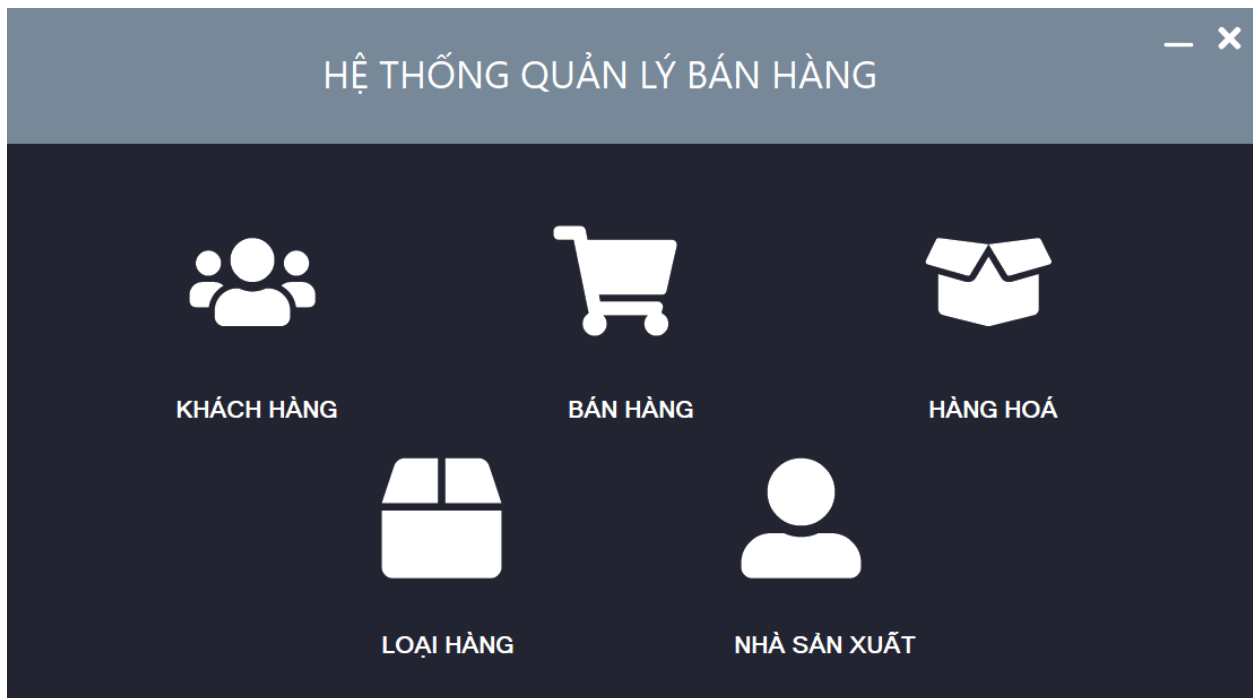 HỆ THỐNG QUẢN LÝ BÁN HÀNG
KHÁCH HÀNG
BÁN HÀNG
HÀNG HOÁ
LOẠI HÀNG
NHÀ SẢN XUẤT